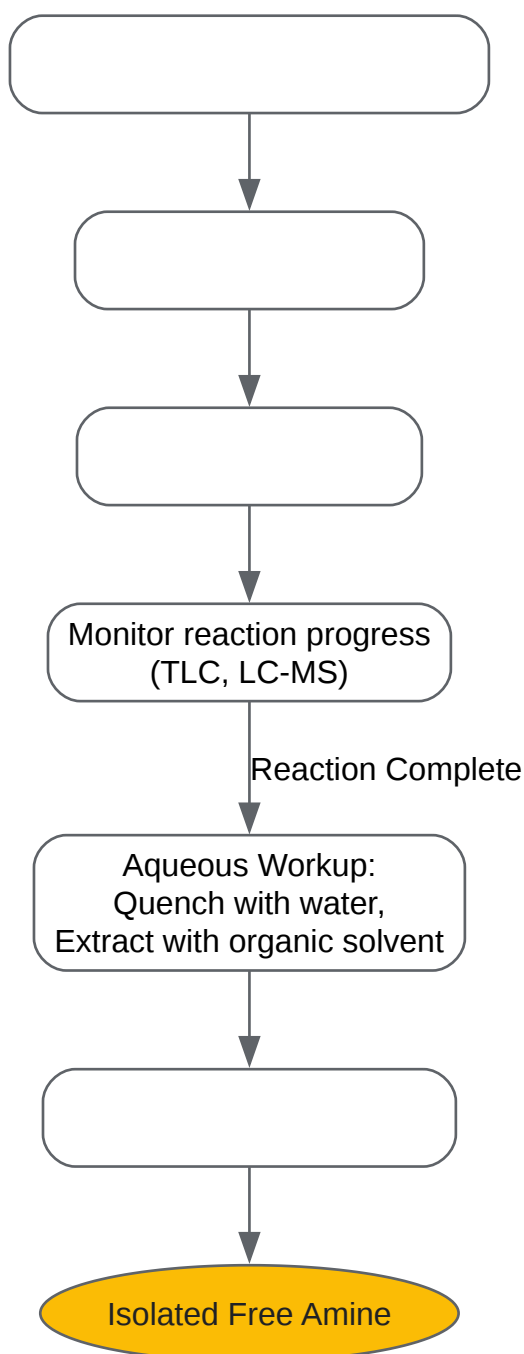 Monitor reaction progress
(TLC, LC-MS)
Reaction Complete
Aqueous Workup:
Quench with water,
Extract with organic solvent
Isolated Free Amine